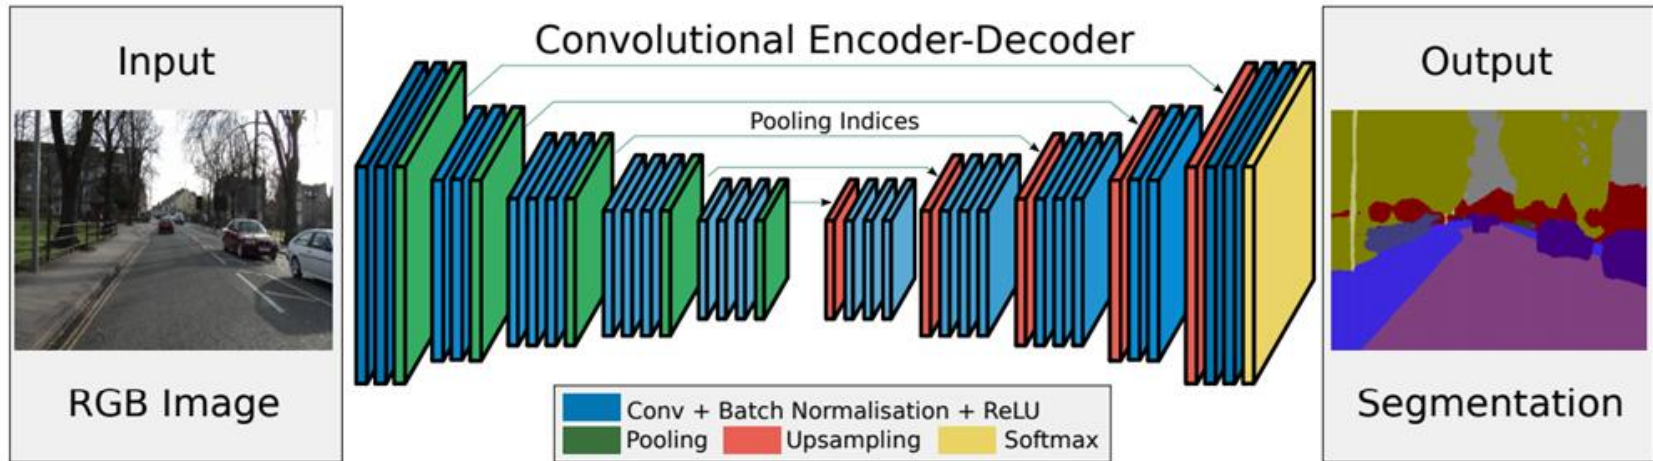 Input
RGB Image
Convolutional Encoder-Decoder
Pooling Indices
Conv + Batch Normalisation + ReLU
Pooling Upsampling Softmax
Output
Segmentation